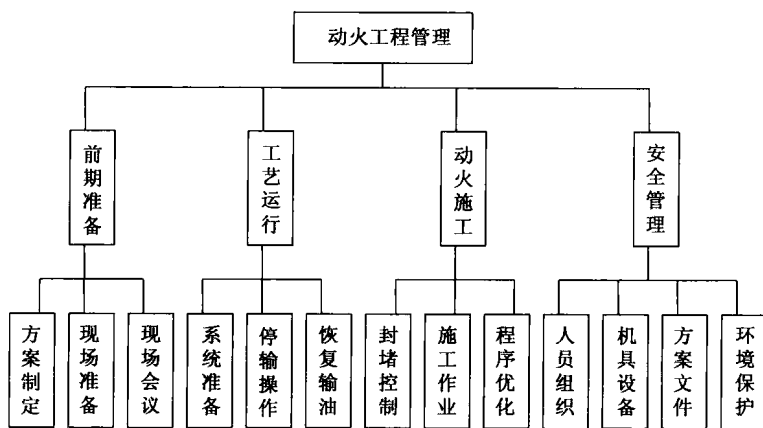 动火工程管理
前期准备
工艺运行
动火施工
安全管理
方案制定
现场准备
现场会议
系统准备
停输操作
恢复输油
封堵控制
施工作业
程序优化
人员组织
机具设备
方案文件
环境保护